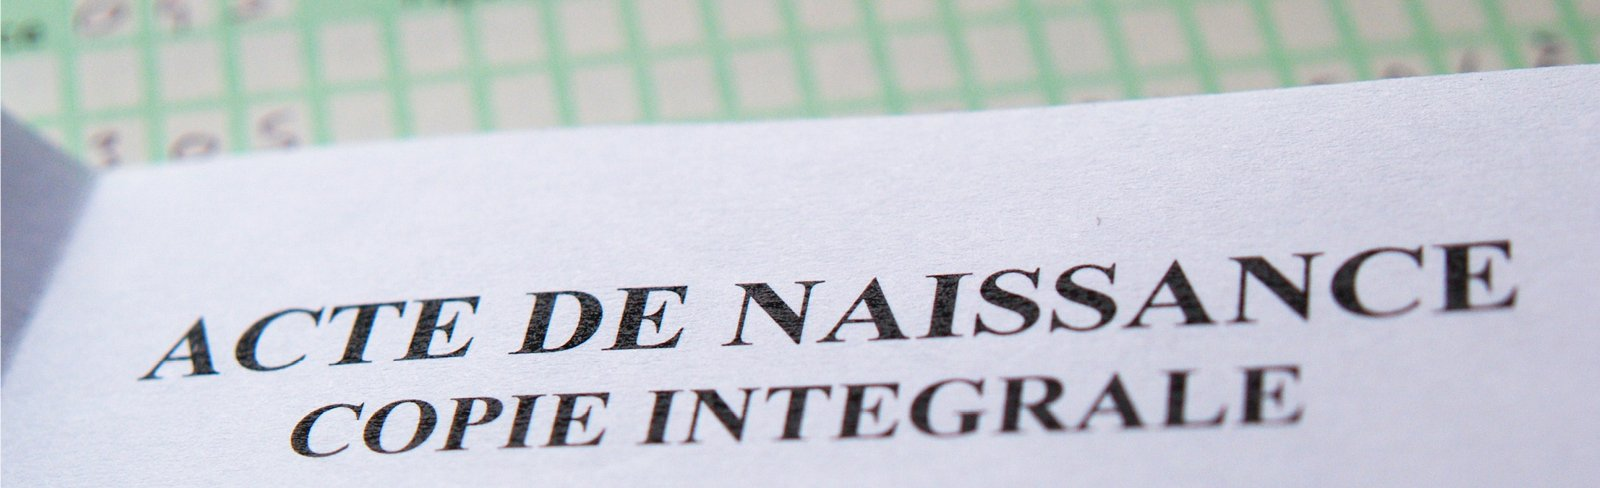 ACTE DE NAISSANCE
COPIE INTEGRALE